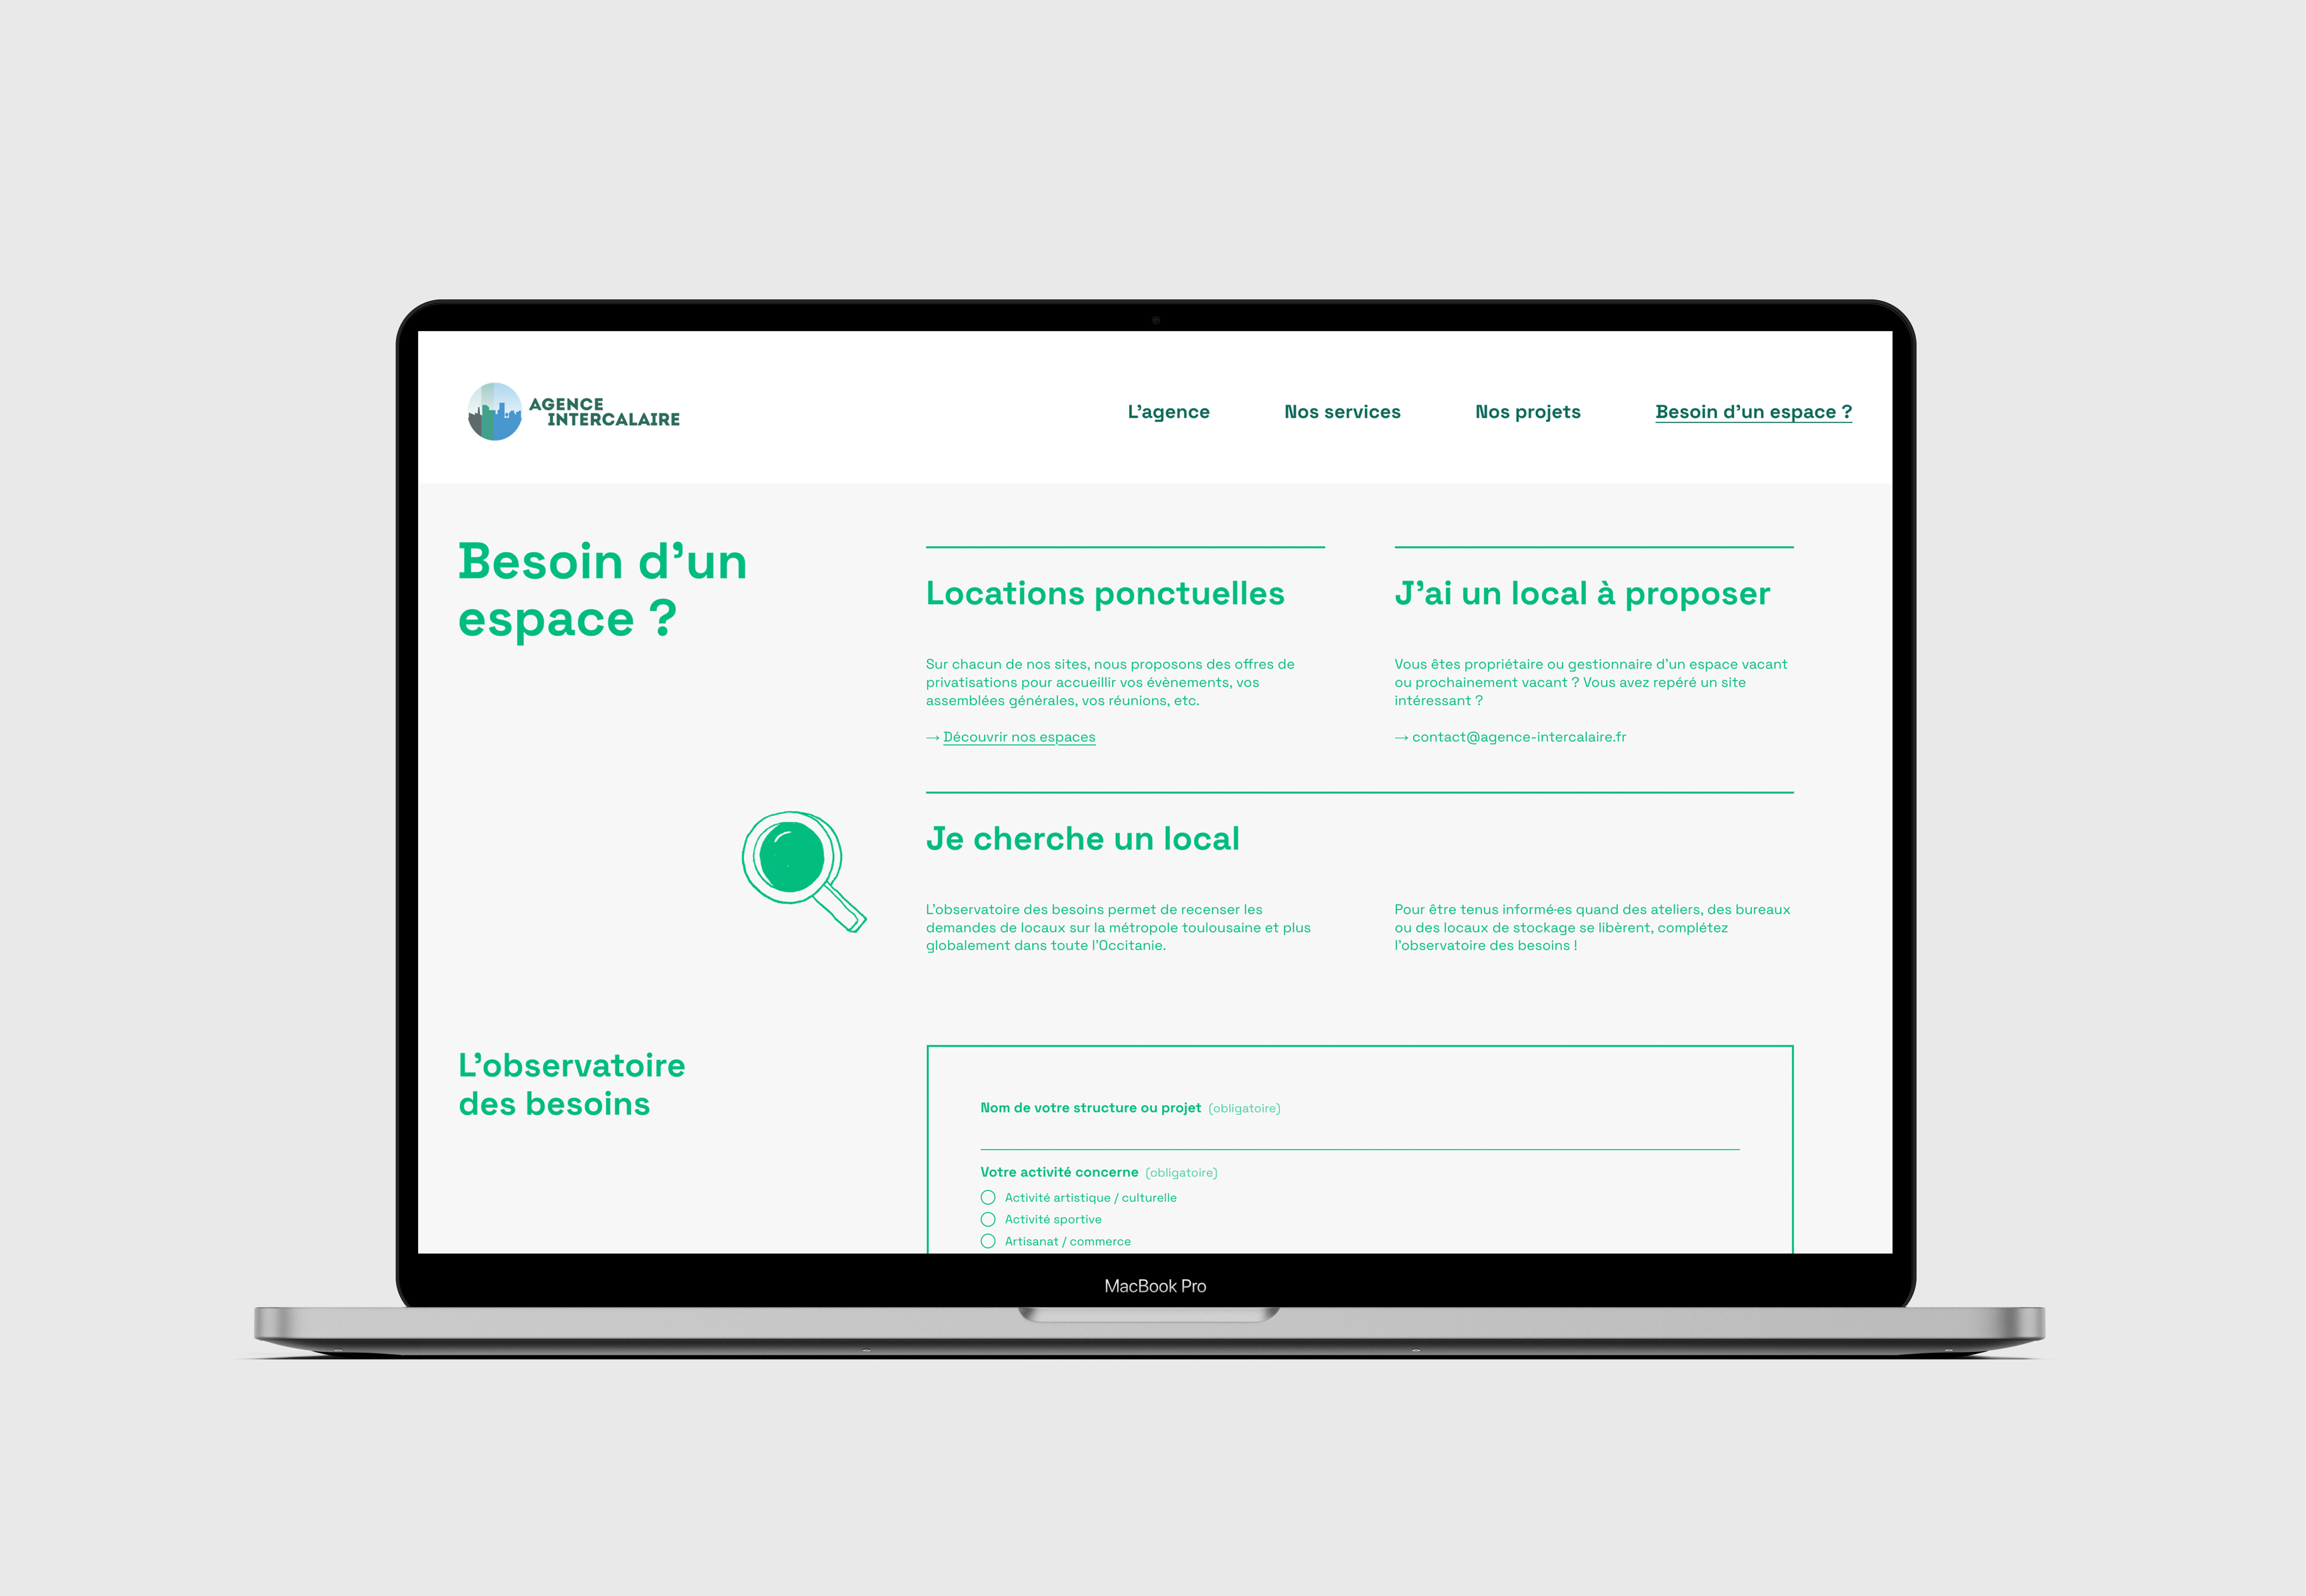 AGENCE
INTERCALAIRE
L’agence
Nos services
Nos projets
Besoin d’un espace ?
Besoin d’un
espace ?
Locations ponctuelles
Sur chacun de nos sites, nous proposons des offres de
privatisations pour accueillir vos évènements, vos
assemblées générales, vos réunions, etc.
→ Découvrir nos espaces
J’ai un local à proposer
Vous êtes propriétaire ou gestionnaire d’un espace vacant
ou prochainement vacant ? Vous avez repéré un site
intéressant ?
→ contact@agence-intercalaire.fr
Je cherche un local
L’observatoire des besoins permet de recenser les
demandes de locaux sur la métropole toulousaine et plus
globalement dans toute l’Occitanie.
Pour être tenus informé·es quand des ateliers, des bureaux
ou des locaux de stockage se libèrent, complétez
l’observatoire des besoins !
L’observatoire
des besoins
Nom de votre structure ou projet (obligatoire)
Votre activité concerne (obligatoire)
Activité artistique / culturelle
Activité sportive
Artisanat / commerce
MacBook Pro